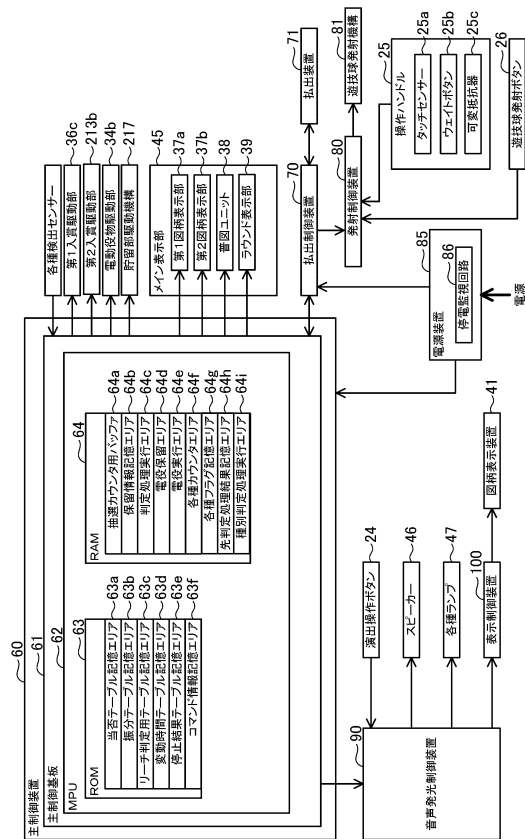 主制御装置 60
主制御基板 61
MPU 62
ROM 63
当否テーブル記憶エリア 63a
振分テーブル記憶エリア 63b
リーチ判定用テーブル記憶エリア 63c
変動時間テーブル記憶エリア 63d
停止結果テーブル記憶エリア 63e
コマンド情報記憶エリア 63f
RAM 64
抽選カウンタ用バッファ 64a
保留情報記憶エリア 64b
判定処理実行エリア 64c
電役保留エリア 64d
電役実行エリア 64e
各種カウンタエリア 64f
各種フラグ記憶エリア 64g
先判定処理結果記憶エリア 64h
種別判定処理実行エリア 64i
各種検出センサー
第1入賞駆動部 36c
第2入賞駆動部 213b
電動役物駆動部 34b
貯留部駆動機構 217
メイン表示部 45
第1図柄表示部 37a
第2図柄表示部 37b
普図ユニット 38
ラウンド表示部 39
払出制御装置 70
払出装置 71
発射制御装置 80
遊技球発射機構 81
操作ハンドル 25
タッチセンサー 25a
ウェイトボタン 25b
可変抵抗器 25c
遊技球発射ボタン 26
電源装置 85
停電監視回路 86
電源
音声発光制御装置 90
演出操作ボタン 24
スピーカー 46
各種ランプ 47
表示制御装置 100
図柄表示装置 41